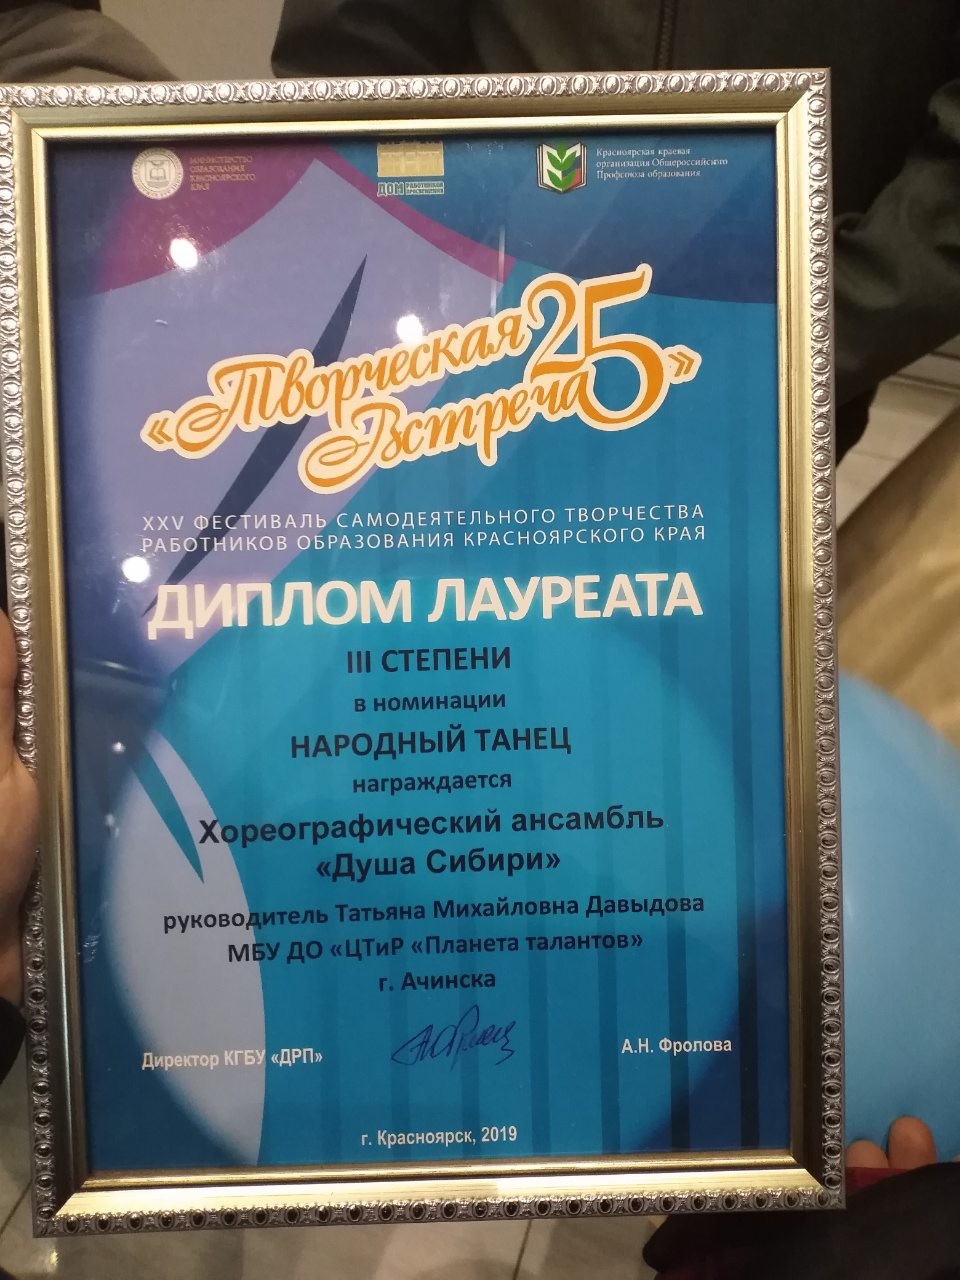 МИНИСТЕРСТВО
ОБРАЗОВАНИЯ
КРАСНОЯРСКОГО
КРАЯ
ДОМ РАБОТНИКОВ
ПРОСВЕЩЕНИЯ
Красноярская краевая
организация Общероссийского
Профсоюза образования
«Творческая 25
Встреча»
XXV ФЕСТИВАЛЬ САМОДЕЯТЕЛЬНОГО ТВОРЧЕСТВА
РАБОТНИКОВ ОБРАЗОВАНИЯ КРАСНОЯРСКОГО КРАЯ
ДИПЛОМ ЛАУРЕАТА
III СТЕПЕНИ
в номинации
НАРОДНЫЙ ТАНЕЦ
награждается
Хореографический ансамбль
«Душа Сибири»
руководитель Татьяна Михайловна Давыдова
МБУ ДО «ЦТиР «Планета талантов»
г. Ачинска
Директор КГБУ «ДРП» А.Н. Фролова
г. Красноярск, 2019